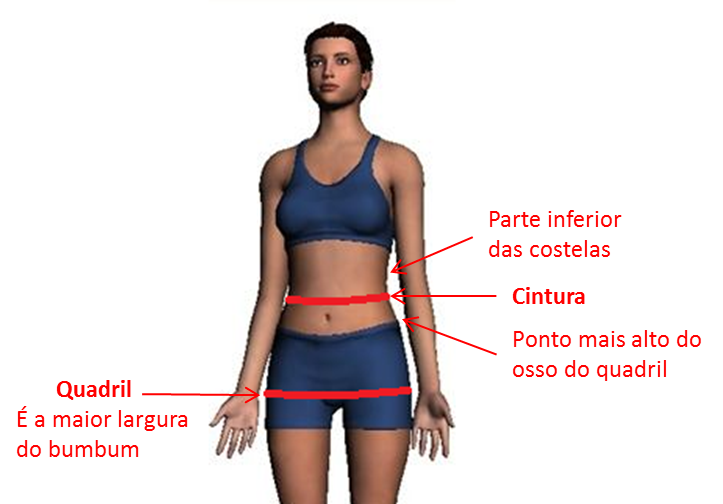 Parte inferior
das costelas
Cintura
Ponto mais alto do
osso do quadril
Quadril
É a maior largura
do bumbum